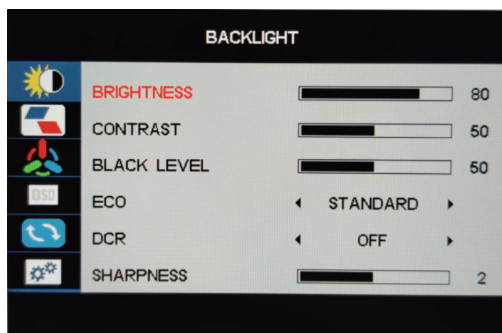 BACKLIGHT
BRIGHTNESS 80
CONTRAST 50
BLACK LEVEL 50
ECO STANDARD
OSD
DCR OFF
SHARPNESS 2